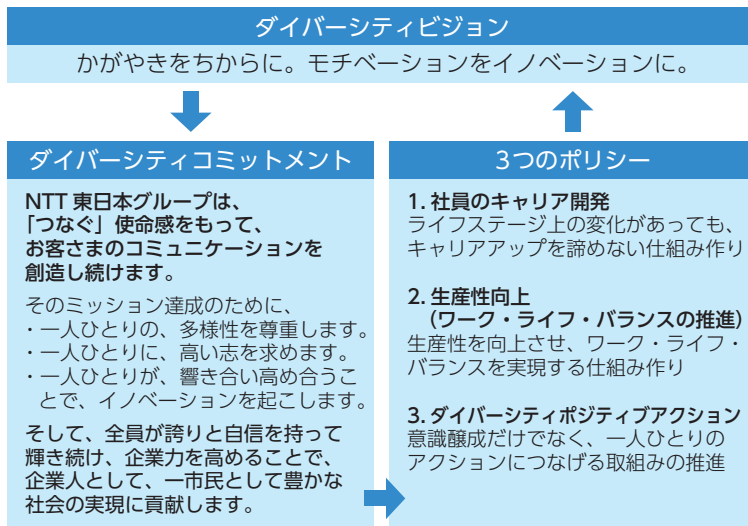 ダイバーシティビジョン
かがやきをちからに。モチベーションをイノベーションに。
ダイバーシティコミットメント
NTT 東日本グループは、
「つなぐ」使命感をもって、
お客さまのコミュニケーションを
創造し続けます。
そのミッション達成のために、
・一人ひとりの、多様性を尊重します。
・一人ひとりに、高い志を求めます。
・一人ひとりが、響き合い高め合うこ
とで、イノベーションを起こします。
そして、全員が誇りと自信を持って
輝き続け、企業力を高めることで、
企業人として、一市民として豊かな
社会の実現に貢献します。
3つのポリシー
1. 社員のキャリア開発
ライフステージ上の変化があっても、
キャリアアップを諦めない仕組み作り
2. 生産性向上
（ワーク・ライフ・バランスの推進）
生産性を向上させ、ワーク・ライフ・
バランスを実現する仕組み作り
3. ダイバーシティポジティブアクション
意識醸成だけでなく、一人ひとりの
アクションにつなげる取組みの推進